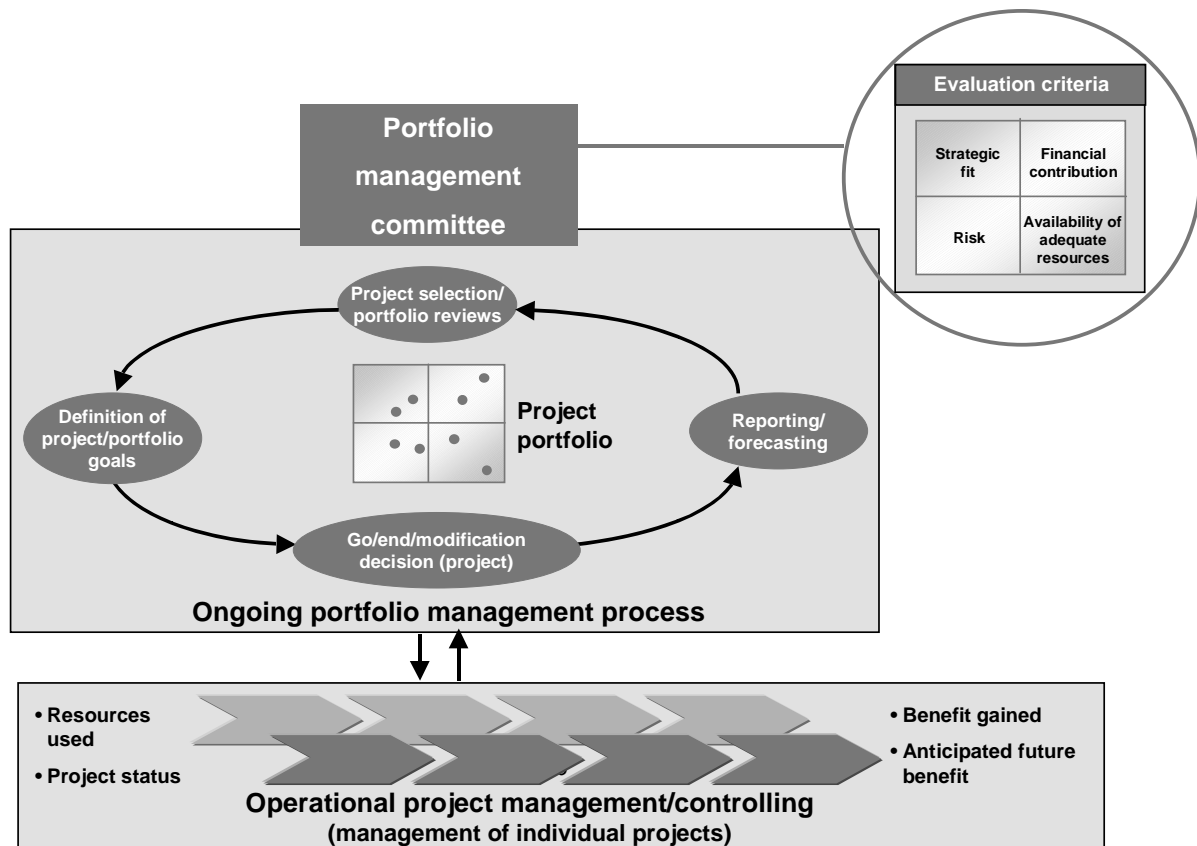 Portfolio
management
committee
Evaluation criteria
Strategic
fit
Financial
contribution
Risk
Availability of
adequate
resources
Project selection/
portfolio reviews
Definition of
project/portfolio
goals
Project
portfolio
Reporting/
forecasting
Go/end/modification
decision (project)
Ongoing portfolio management process
• Resources
used
• Project status
• Benefit gained
• Anticipated future
benefit
Operational project management/controlling
(management of individual projects)